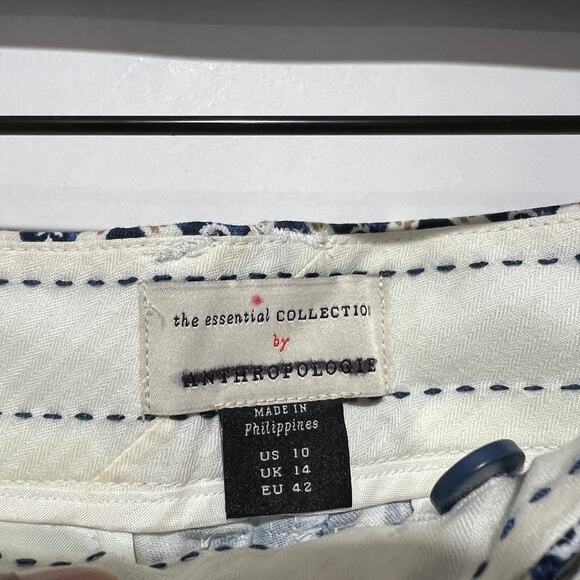 the essential COLLECTION
by
ANTHROPOLOGIE
MADE IN
Philippines
US 10
UK 14
EU 42